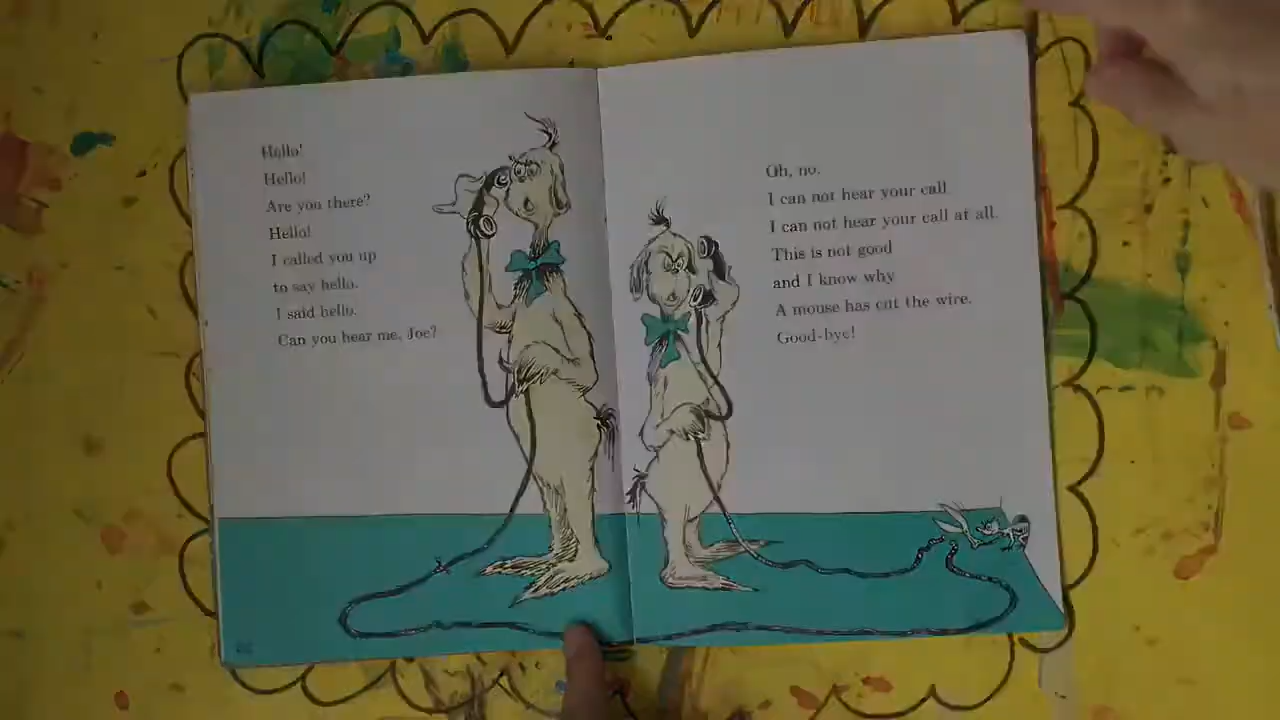 Hello!
Hello!
Are you there?
Hello!
I called you up
to say hello.
I said hello.
Can you hear me, Joe?
Oh, no.
I can not hear your call.
I can not hear your call at all.
This is not good
and I know why
A mouse has cut the wire.
Good-bye!